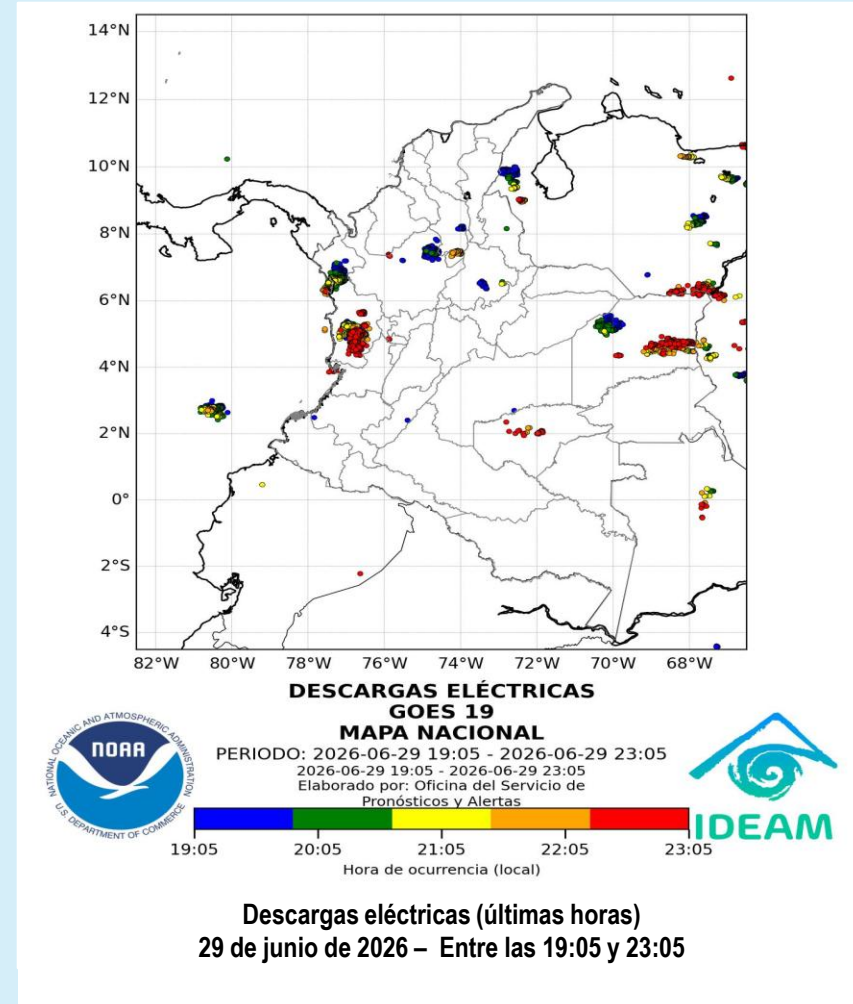 14°N
12°N
10°N
8°N
6°N
4°N
2°N
0°
2°S
4°S
82°W 80°W 78°W 76°W 74°W 72°W 70°W 68°W
DESCARGAS ELÉCTRICAS
GOES 19
MAPA NACIONAL
PERIODO: 2026-06-29 19:05 - 2026-06-29 23:05
2026-06-29 19:05 - 2026-06-29 23:05
Elaborado por: Oficina del Servicio de
Pronósticos y Alertas
NATIONAL OCEANIC AND ATMOSPHERIC ADMINISTRATION
NOAA
U.S. DEPARTMENT OF COMMERCE
IDEAM
19:05 20:05 21:05 22:05 23:05
Hora de ocurrencia (local)
Descargas eléctricas (últimas horas)
29 de junio de 2026 – Entre las 19:05 y 23:05